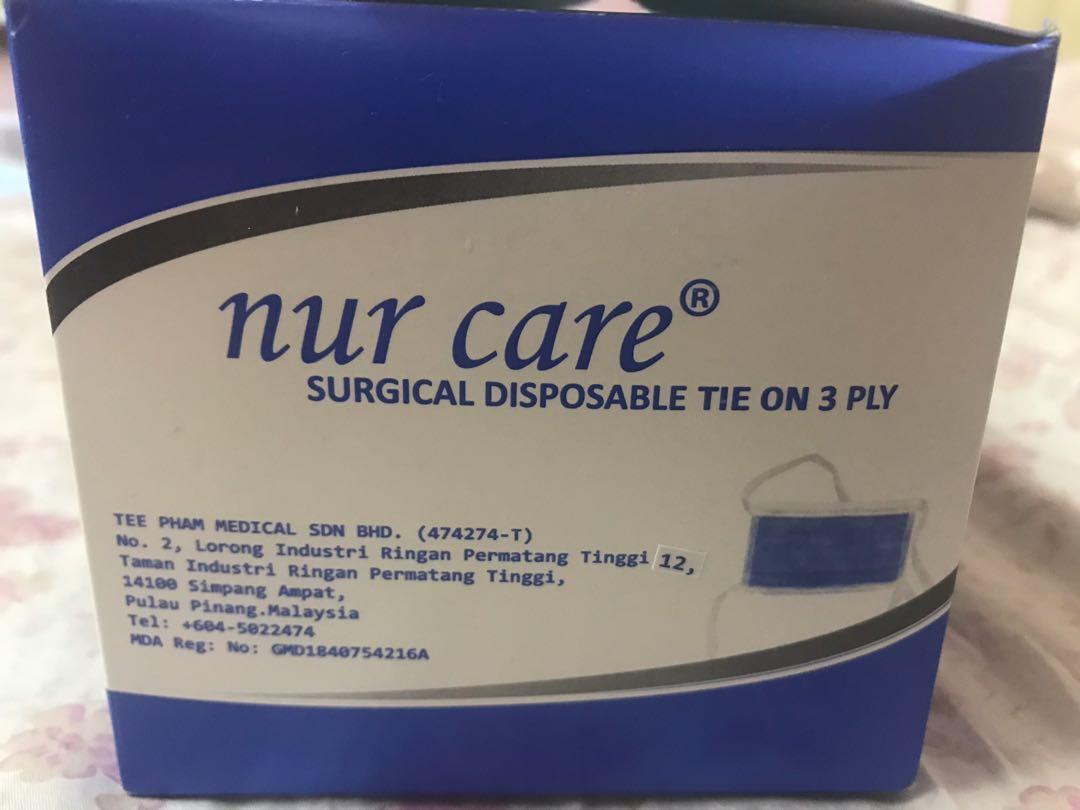 nur care®
SURGICAL DISPOSABLE TIE ON 3 PLY
TEE PHAM MEDICAL SDN BHD. (474274-T)
No. 2, Lorong Industri Ringan Permatang Tinggi 12,
Taman Industri Ringan Permatang Tinggi,
14100 Simpang Ampat,
Pulau Pinang.Malaysia
Tel: +604-5022474
MDA Reg: No: GMD1840754216A